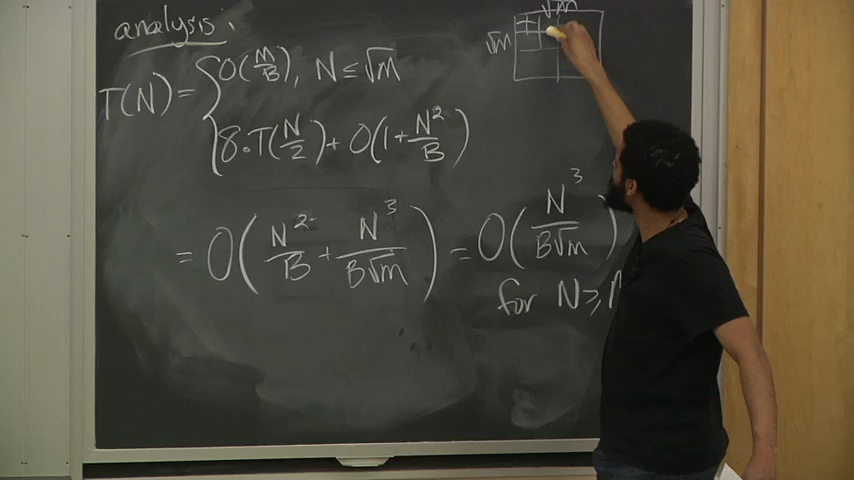 analysis:
√m
√m
T(N) = { O(M/B), N ≤ √M
8·T(N/2) + O(1 + N²/B)
= O(N²/B + N³/B√m) = O(N³/B√m)
for N ≥